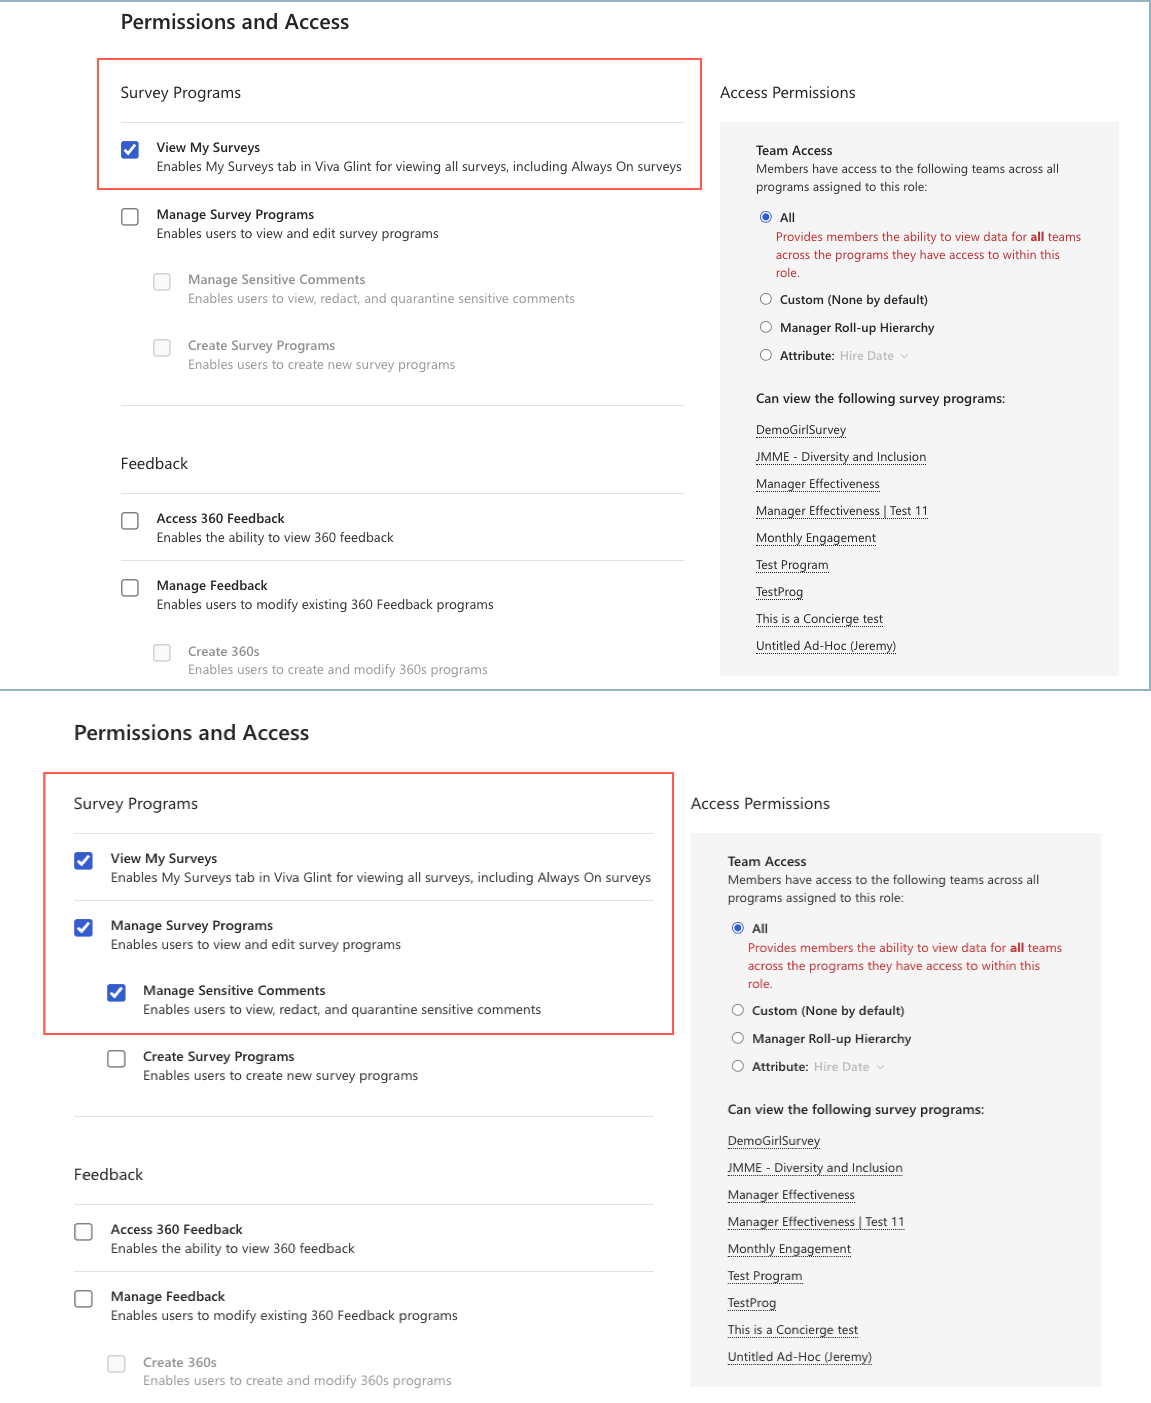 Permissions and Access
Survey Programs
View My Surveys
Enables My Surveys tab in Viva Glint for viewing all surveys, including Always On surveys
Manage Survey Programs
Enables users to view and edit survey programs
Manage Sensitive Comments
Enables users to view, redact, and quarantine sensitive comments
Create Survey Programs
Enables users to create new survey programs
Feedback
Access 360 Feedback
Enables the ability to view 360 feedback
Manage Feedback
Enables users to modify existing 360 Feedback programs
Create 360s
Enables users to create and modify 360s programs
Access Permissions
Team Access
Members have access to the following teams across all
programs assigned to this role:
All
Provides members the ability to view data for all teams
across the programs they have access to within this
role.
Custom (None by default)
Manager Roll-up Hierarchy
Attribute: Hire Date
Can view the following survey programs:
DemoGirlSurvey
JMME - Diversity and Inclusion
Manager Effectiveness
Manager Effectiveness | Test 11
Monthly Engagement
Test Program
TestProg
This is a Concierge test
Untitled Ad-Hoc (Jeremy)
Permissions and Access
Survey Programs
View My Surveys
Enables My Surveys tab in Viva Glint for viewing all surveys, including Always On surveys
Manage Survey Programs
Enables users to view and edit survey programs
Manage Sensitive Comments
Enables users to view, redact, and quarantine sensitive comments
Create Survey Programs
Enables users to create new survey programs
Feedback
Access 360 Feedback
Enables the ability to view 360 feedback
Manage Feedback
Enables users to modify existing 360 Feedback programs
Create 360s
Enables users to create and modify 360s programs
Access Permissions
Team Access
Members have access to the following teams across all
programs assigned to this role:
All
Provides members the ability to view data for all teams
across the programs they have access to within this
role.
Custom (None by default)
Manager Roll-up Hierarchy
Attribute: Hire Date
Can view the following survey programs:
DemoGirlSurvey
JMME - Diversity and Inclusion
Manager Effectiveness
Manager Effectiveness | Test 11
Monthly Engagement
Test Program
TestProg
This is a Concierge test
Untitled Ad-Hoc (Jeremy)